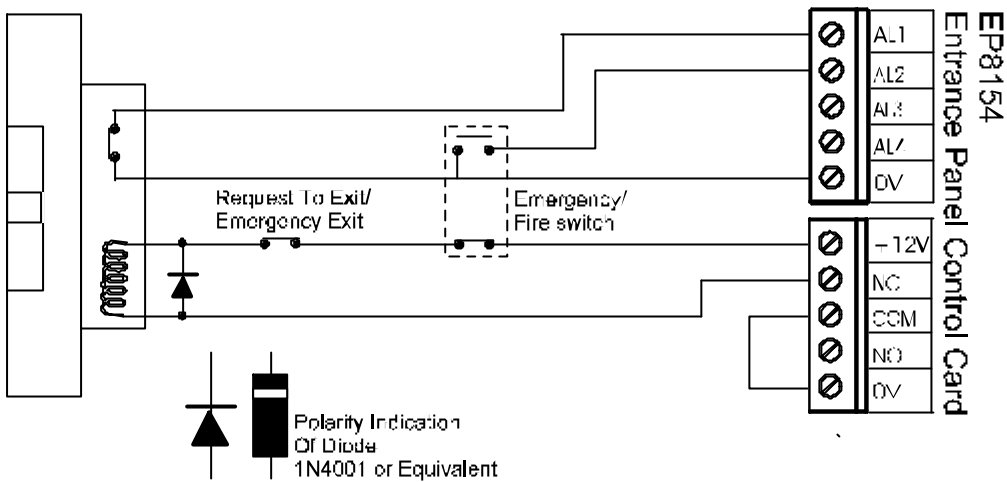 EP8154
Entrance Panel Control Card
AL1
AL2
AL3
AL4
0V
Request To Exit/
Emergency Exit
Emergency/
Fire switch
+12V
NC
COM
NO
0V
Polarity Indication
Of Diode
1N4001 or Equivalent